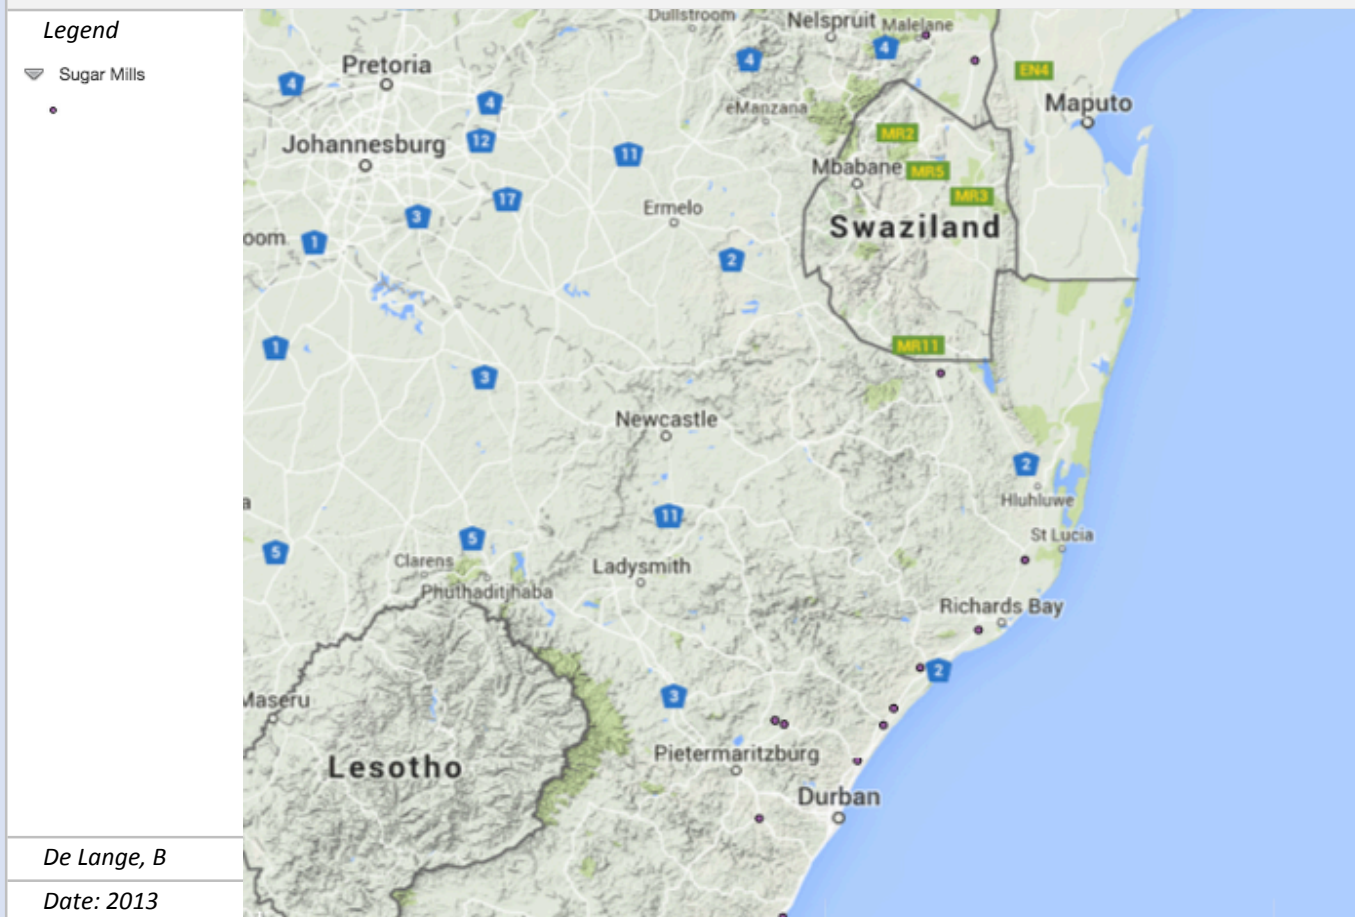 Legend
Sugar Mills
De Lange, B
Date: 2013
Dullstroom
Nelspruit
Malelane
4
4
EN4
Pretoria
4
4
eManzana
Maputo
Johannesburg
12
11
MR2
Mbabane
MR5
17
MR3
3
Ermelo
Swaziland
oom
1
2
1
MR11
3
Newcastle
2
Hluhluwe
a
11
St Lucia
5
5
Clarens
Ladysmith
Phuthaditjhaba
Richards Bay
2
Maseru
3
Pietermaritzburg
Lesotho
Durban